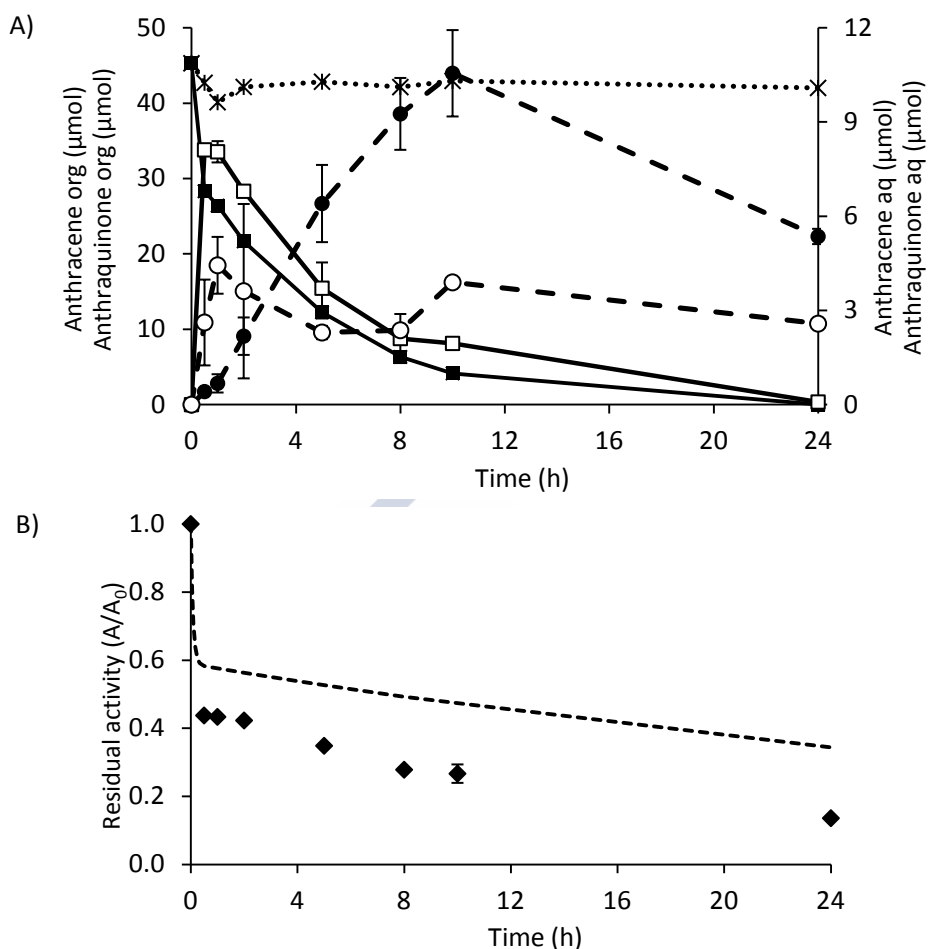 A)
Anthracene org (µmol)
Anthraquinone org (µmol)
50
40
30
20
10
0
12
9
6
3
0
Anthracene aq (µmol)
Anthraquinone aq (µmol)
0 4 8 12 16 20 24
Time (h)
B)
Residual activity (A/A₀)
1.0
0.8
0.6
0.4
0.2
0.0
0 4 8 12 16 20 24
Time (h)